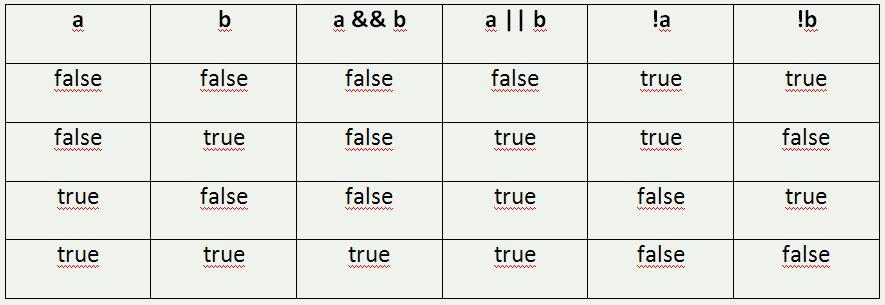 a b a && b a || b !a !b
false false false false true true
false true false true true false
true false false true false true
true true true true false false